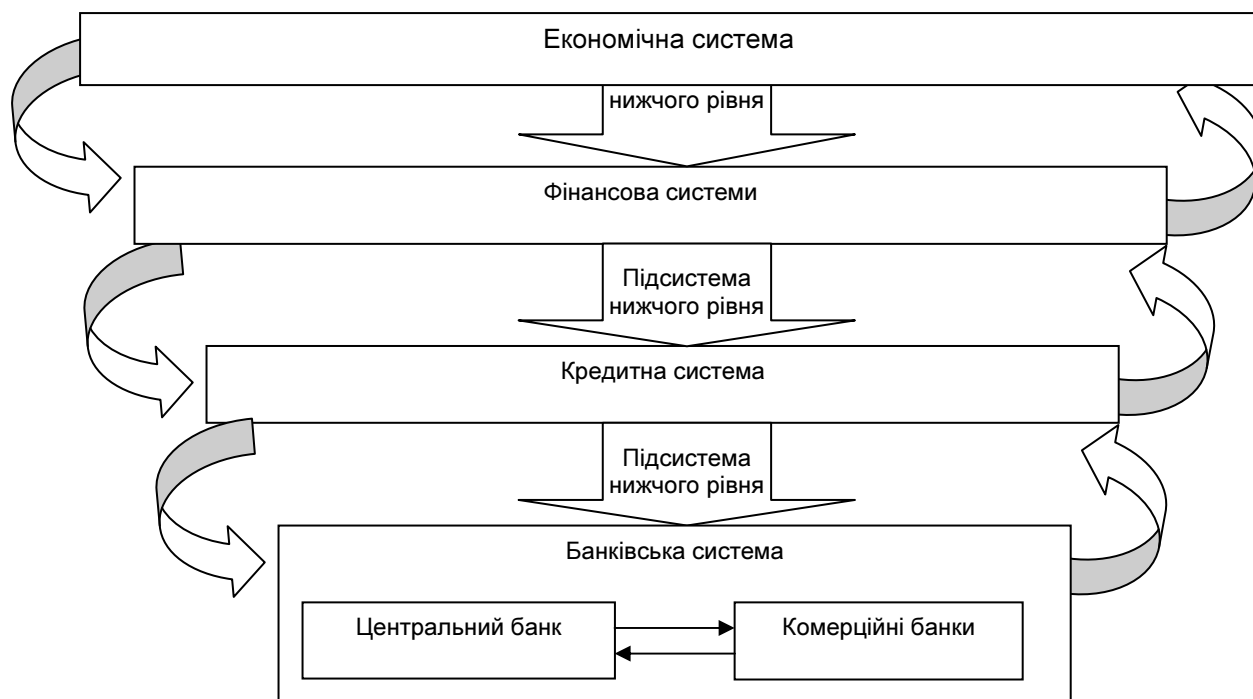 Економічна система
нижчого рівня
Фінансова системи
Підсистема
нижчого рівня
Кредитна система
Підсистема
нижчого рівня
Банківська система
Центральний банк
Комерційні банки